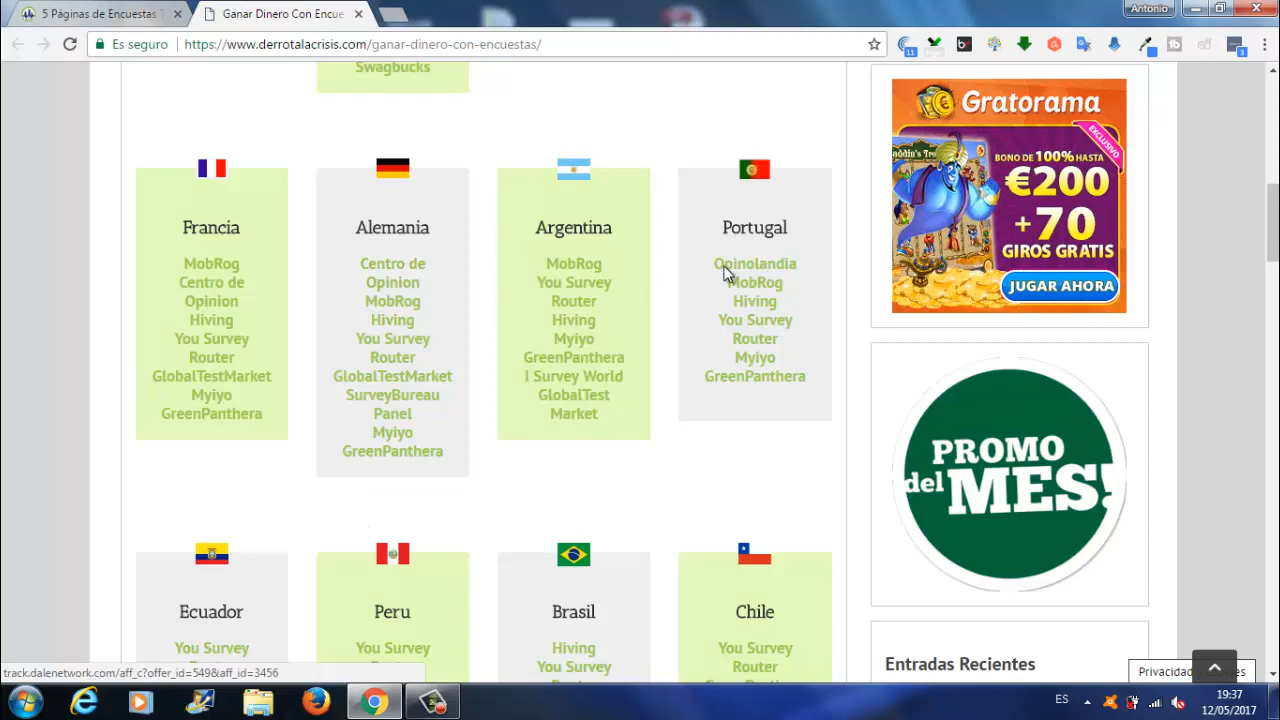 5 Páginas de Encuestas
Ganar Dinero Con Encue
Antonio
Es seguro
https://www.derrotalacrisis.com/ganar-dinero-con-encuestas/
11
3
Swagbucks
Francia
MobRog
Centro de
Opinion
Hiving
You Survey
Router
GlobalTestMarket
Myiyo
GreenPanthera
Alemania
Centro de
Opinion
MobRog
Hiving
You Survey
Router
GlobalTestMarket
SurveyBureau
Panel
Myiyo
GreenPanthera
Argentina
MobRog
You Survey
Router
Hiving
Myiyo
GreenPanthera
I Survey World
GlobalTest
Market
Portugal
Opinolandia
MobRog
Hiving
You Survey
Router
Myiyo
GreenPanthera
Ecuador
You Survey
Peru
You Survey
Brasil
Hiving
You Survey
Chile
You Survey
Router
Gratorama
EXCLUSIVO
BONO DE 100% HASTA
€200
+70
GIROS GRATIS
JUGAR AHORA
PROMO
del MES!
Entradas Recientes
Privacidad
track.dalenetwork.com/aff_c?offer_id=5498&aff_id=3456
ES
19:37
12/05/2017